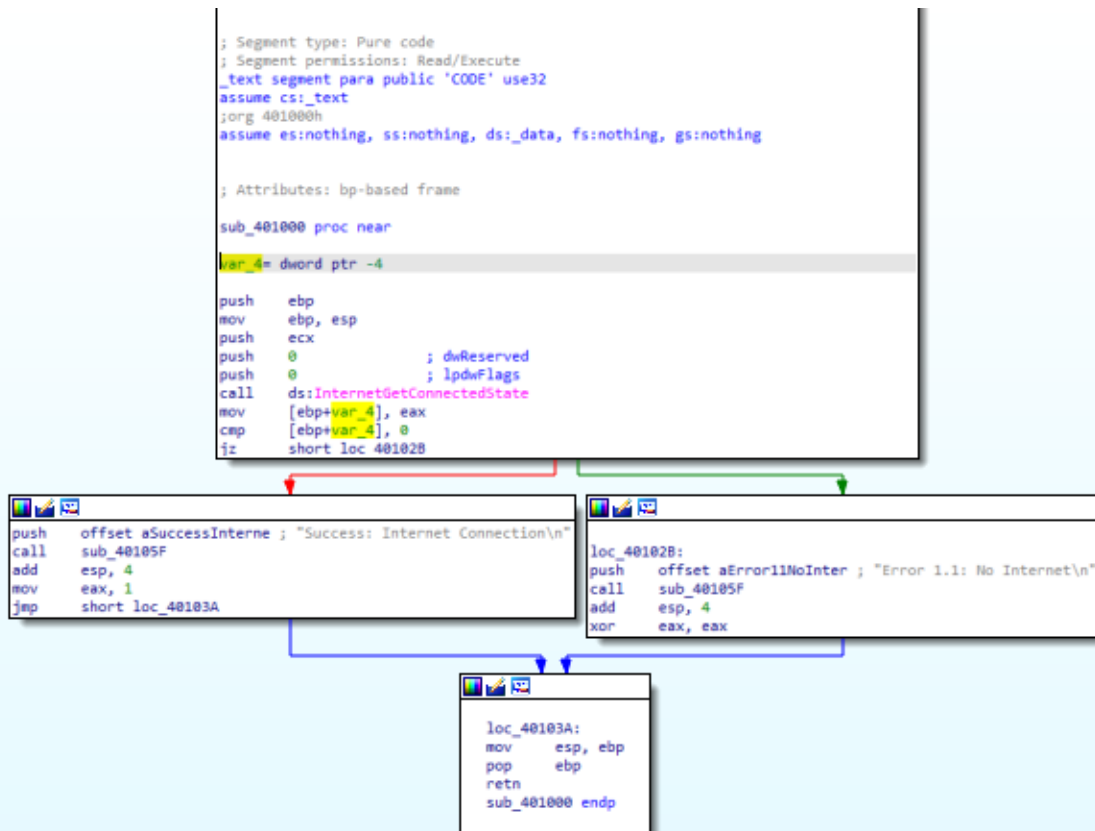 ; Segment type: Pure code
; Segment permissions: Read/Execute
_text segment para public 'CODE' use32
assume cs:_text
;org 401000h
assume es:nothing, ss:nothing, ds:_data, fs:nothing, gs:nothing
; Attributes: bp-based frame
sub_401000 proc near
var_4= dword ptr -4
push ebp
mov ebp, esp
push ecx
push 0 ; dwReserved
push 0 ; lpdwFlags
call ds:InternetGetConnectedState
mov [ebp+var_4], eax
cmp [ebp+var_4], 0
jz short loc_40102B
push offset aSuccessInterne ; "Success: Internet Connection\n"
call sub_40105F
add esp, 4
mov eax, 1
jmp short loc_40103A
loc_40102B:
push offset aError11NoInter ; "Error 1.1: No Internet\n"
call sub_40105F
add esp, 4
xor eax, eax
loc_40103A:
mov esp, ebp
pop ebp
retn
sub_401000 endp